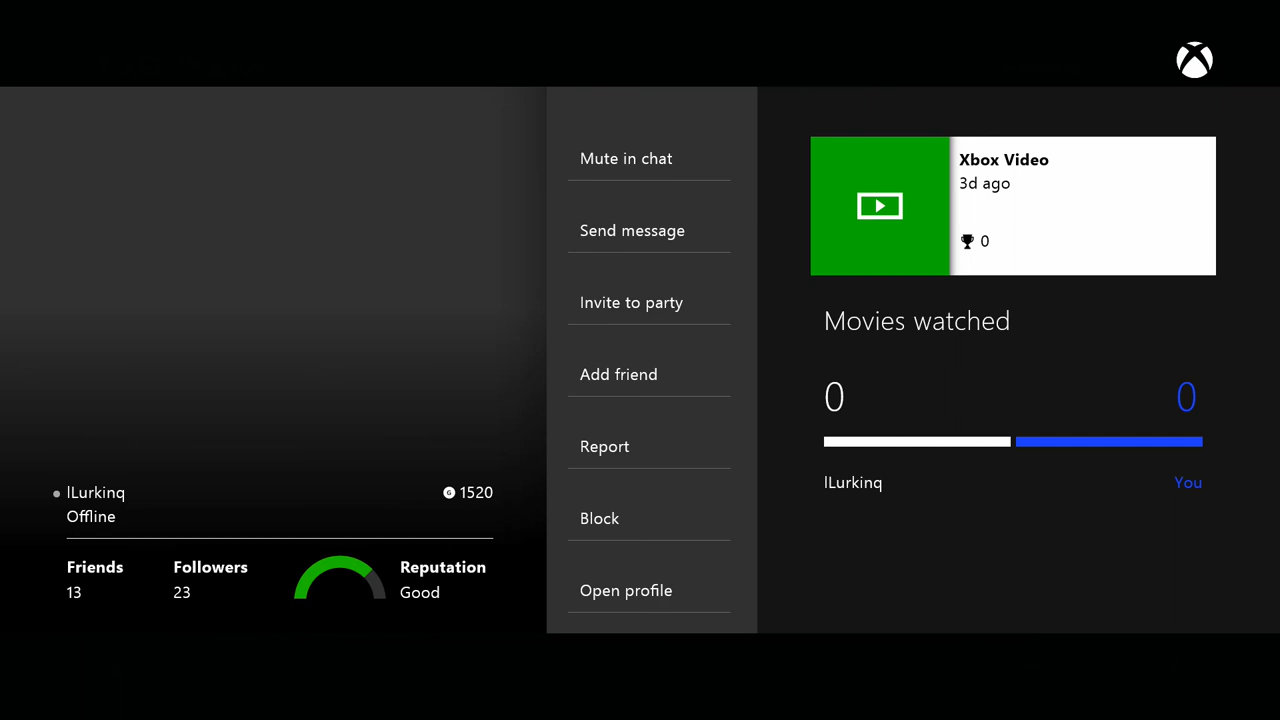 lLurkinq
G 1520
Offline
Friends
Followers
Reputation
13
23
Good
Mute in chat
Send message
Invite to party
Add friend
Report
Block
Open profile
Xbox Video
3d ago
0
Movies watched
0
0
lLurkinq
You